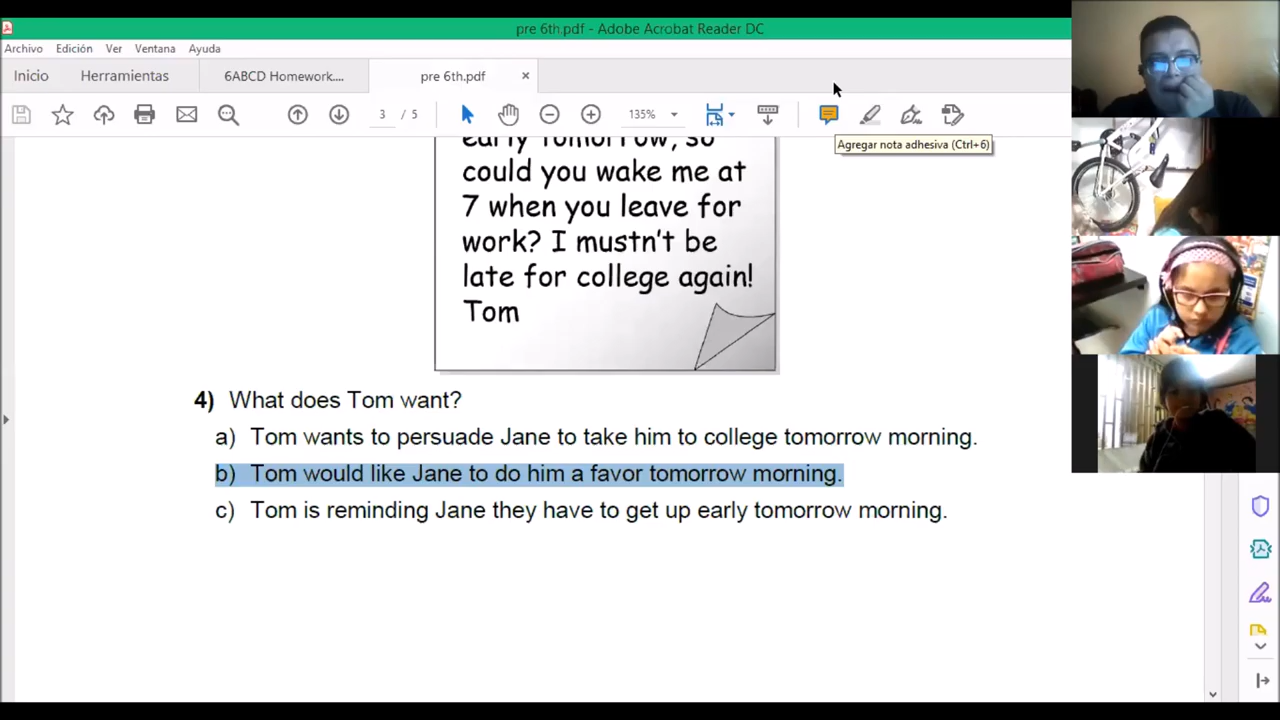 pre 6th.pdf - Adobe Acrobat Reader DC
Archivo Edición Ver Ventana Ayuda
Inicio Herramientas 6ABCD Homework.... pre 6th.pdf ×
3 / 5 135%
Agregar nota adhesiva (Ctrl+6)
early Tomorrow, so
could you wake me at
7 when you leave for
work? I mustn't be
late for college again!
Tom
4) What does Tom want?
a) Tom wants to persuade Jane to take him to college tomorrow morning.
b) Tom would like Jane to do him a favor tomorrow morning.
c) Tom is reminding Jane they have to get up early tomorrow morning.